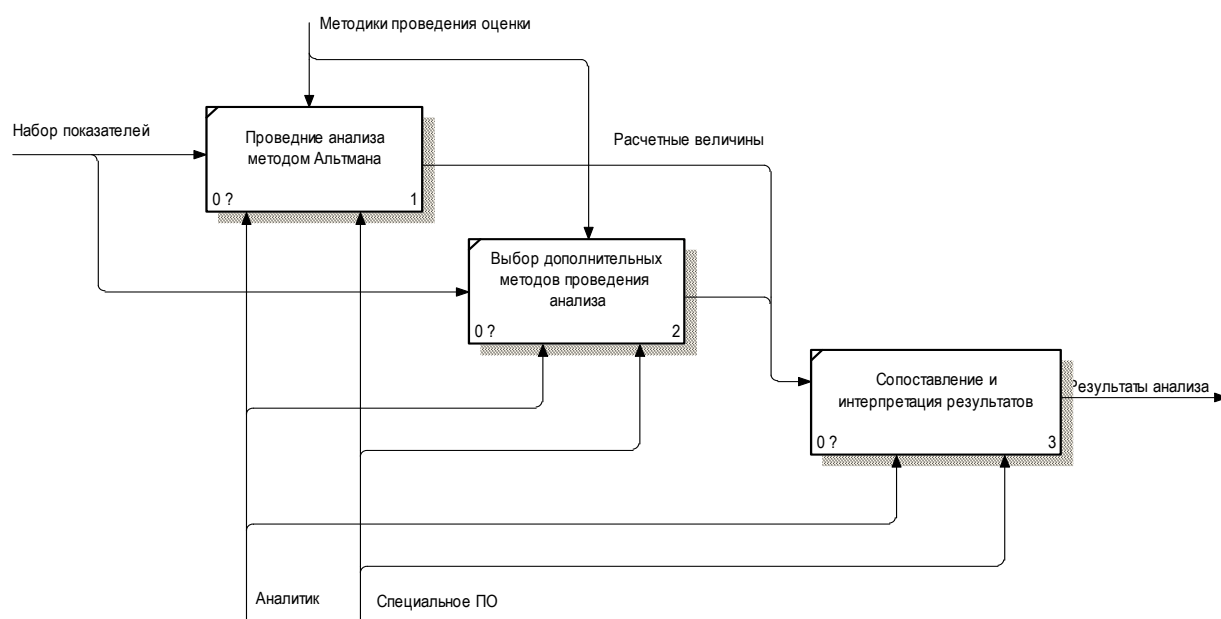 Методики проведения оценки
Набор показателей
Проведние анализа
методом Альтмана
0 ?
1
Расчетные величины
Выбор дополнительных
методов проведения
анализа
0 ?
2
Сопоставление и
интерпретация результатов
0 ?
3
Результаты анализа
Аналитик
Специальное ПО